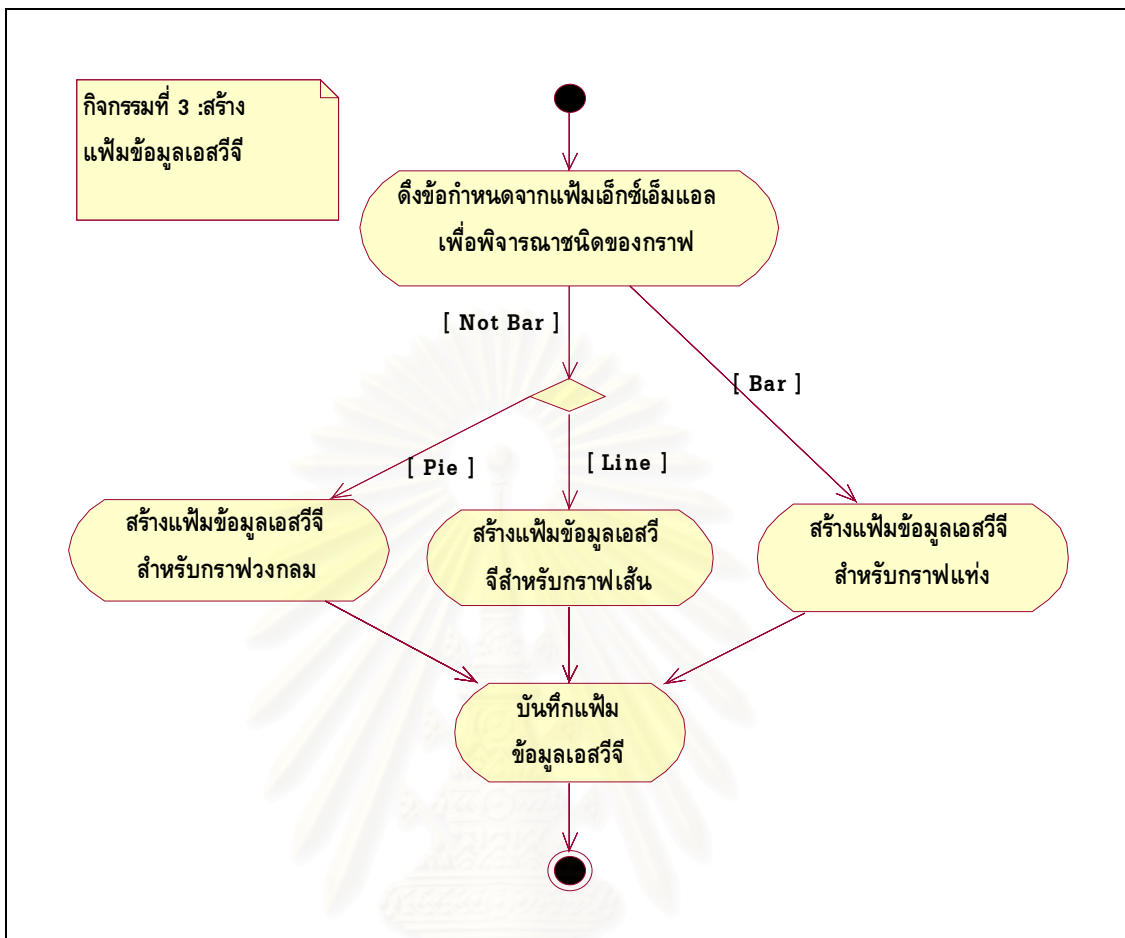 กิจกรรมที่ 3 :สร้าง
แฟ้มข้อมูลเอสวีจี
ดึงข้อกำหนดจากแฟ้มเอ็กซ์เอ็มแอล
เพื่อพิจารณาชนิดของกราฟ
[ Not Bar ]
[ Bar ]
[ Pie ]
[ Line ]
สร้างแฟ้มข้อมูลเอสวีจี
สำหรับกราฟวงกลม
สร้างแฟ้มข้อมูลเอสวี
จีสำหรับกราฟเส้น
สร้างแฟ้มข้อมูลเอสวีจี
สำหรับกราฟแท่ง
บันทึกแฟ้ม
ข้อมูลเอสวีจี